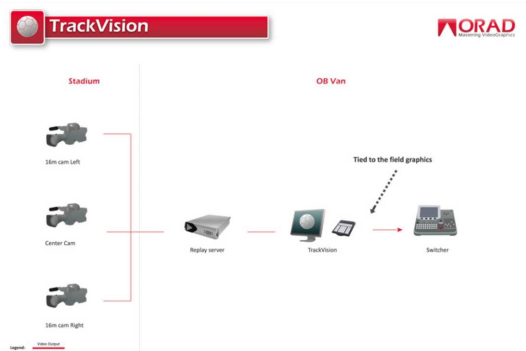 TrackVision
ORAD
Mastering VideoGraphics
Stadium
OB Van
16m cam Left
Tied to the field graphics
Center Cam
Replay server
TrackVision
Switcher
16m cam Right
Legend:
Video Output